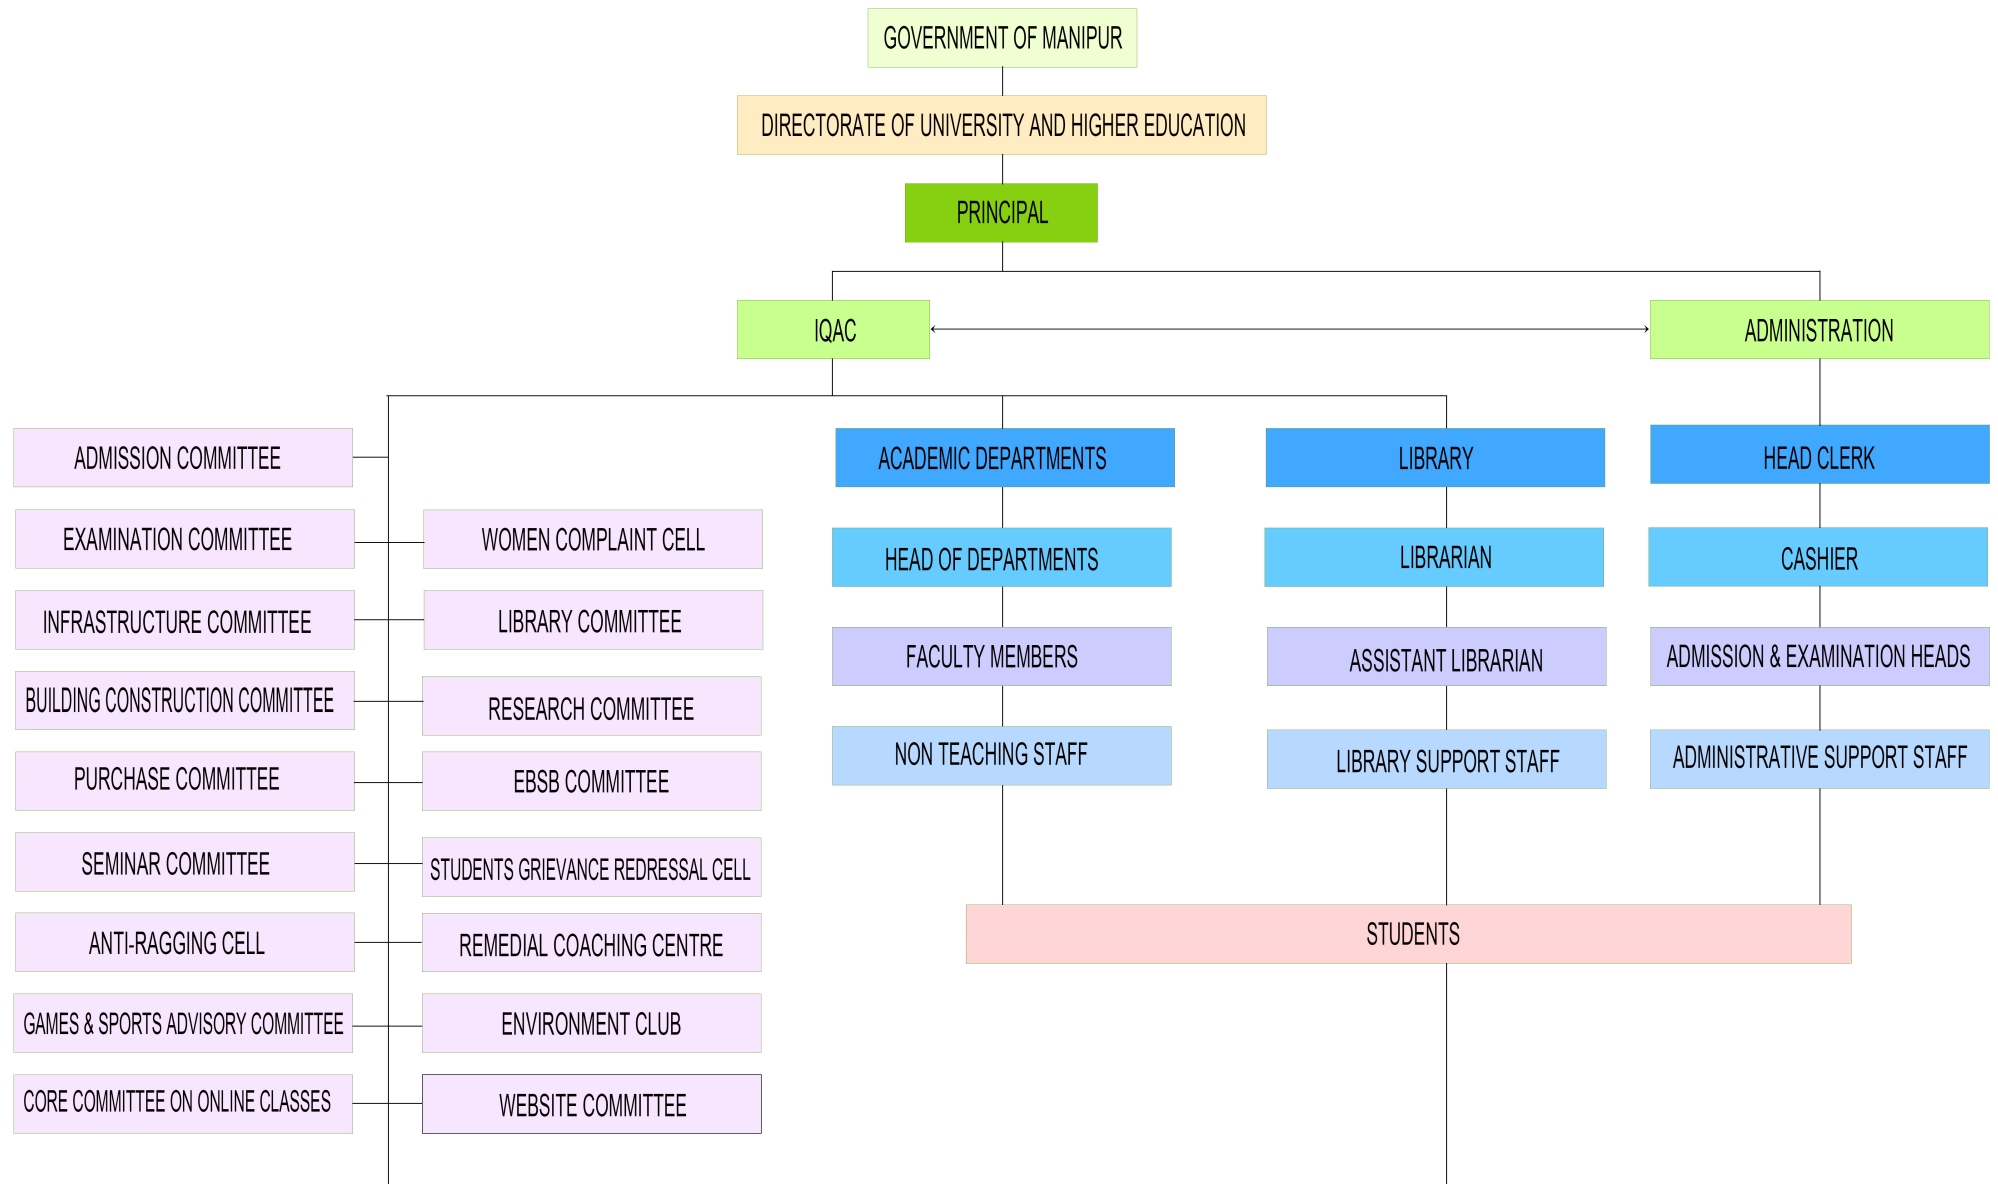 GOVERNMENT OF MANIPUR
DIRECTORATE OF UNIVERSITY AND HIGHER EDUCATION
PRINCIPAL
IQAC
ADMINISTRATION
ADMISSION COMMITTEE
ACADEMIC DEPARTMENTS
LIBRARY
HEAD CLERK
EXAMINATION COMMITTEE
WOMEN COMPLAINT CELL
HEAD OF DEPARTMENTS
LIBRARIAN
CASHIER
INFRASTRUCTURE COMMITTEE
LIBRARY COMMITTEE
FACULTY MEMBERS
ASSISTANT LIBRARIAN
ADMISSION & EXAMINATION HEADS
BUILDING CONSTRUCTION COMMITTEE
RESEARCH COMMITTEE
NON TEACHING STAFF
LIBRARY SUPPORT STAFF
ADMINISTRATIVE SUPPORT STAFF
PURCHASE COMMITTEE
EBSB COMMITTEE
SEMINAR COMMITTEE
STUDENTS GRIEVANCE REDRESSAL CELL
ANTI-RAGGING CELL
REMEDIAL COACHING CENTRE
STUDENTS
GAMES & SPORTS ADVISORY COMMITTEE
ENVIRONMENT CLUB
CORE COMMITTEE ON ONLINE CLASSES
WEBSITE COMMITTEE